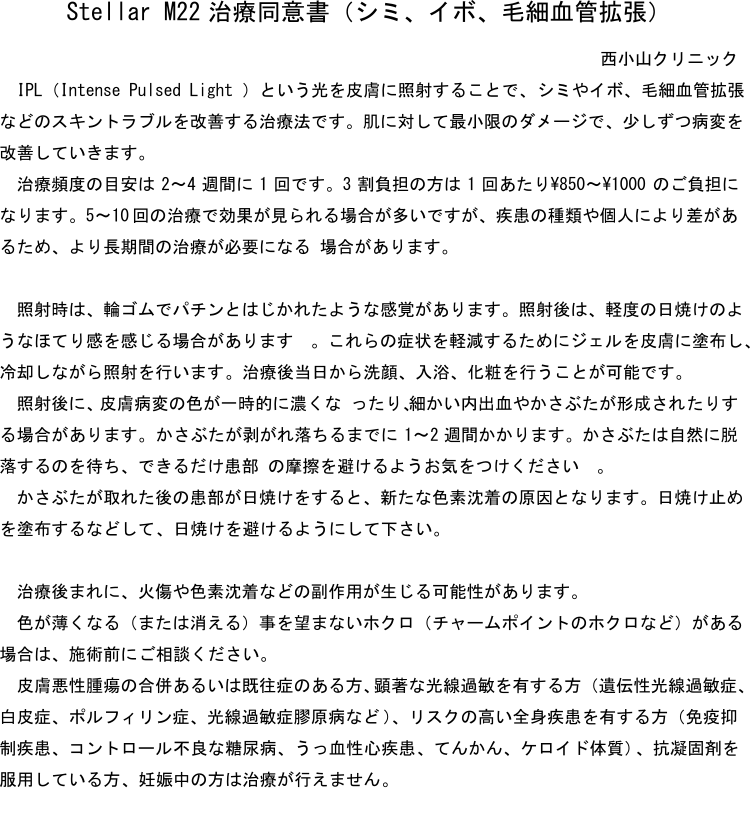 Stellar M22 治療同意書（シミ、イボ、毛細血管拡張）
西小山クリニック
IPL（Intense Pulsed Light ）という光を皮膚に照射することで、シミやイボ、毛細血管拡張
などのスキントラブルを改善する治療法です。肌に対して最小限のダメージで、少しずつ病変を
改善していきます。
治療頻度の目安は 2～4 週間に 1 回です。3 割負担の方は 1 回あたり¥850～¥1000 のご負担に
なります。5～10 回の治療で効果が見られる場合が多いですが、疾患の種類や個人により差があ
るため、より長期間の治療が必要になる 場合があります。
照射時は、輪ゴムでパチンとはじかれたような感覚があります。照射後は、軽度の日焼けのよ
うなほてり感を感じる場合があります　。これらの症状を軽減するためにジェルを皮膚に塗布し、
冷却しながら照射を行います。治療後当日から洗顔、入浴、化粧を行うことが可能です。
照射後に、皮膚病変の色が一時的に濃くな ったり、細かい内出血やかさぶたが形成されたりす
る場合があります。かさぶたが剥がれ落ちるまでに 1～2 週間かかります。かさぶたは自然に脱
落するのを待ち、できるだけ患部 の摩擦を避けるようお気をつけください　。
かさぶたが取れた後の患部が日焼けをすると、新たな色素沈着の原因となります。日焼け止め
を塗布するなどして、日焼けを避けるようにして下さい。
治療後まれに、火傷や色素沈着などの副作用が生じる可能性があります。
色が薄くなる（または消える）事を望まないホクロ（チャームポイントのホクロなど）がある
場合は、施術前にご相談ください。
皮膚悪性腫瘍の合併あるいは既往症のある方、顕著な光線過敏を有する方（遺伝性光線過敏症、
白皮症、ポルフィリン症、光線過敏症膠原病など）、リスクの高い全身疾患を有する方（免疫抑
制疾患、コントロール不良な糖尿病、うっ血性心疾患、てんかん、ケロイド体質）、抗凝固剤を
服用している方、妊娠中の方は治療が行えません。